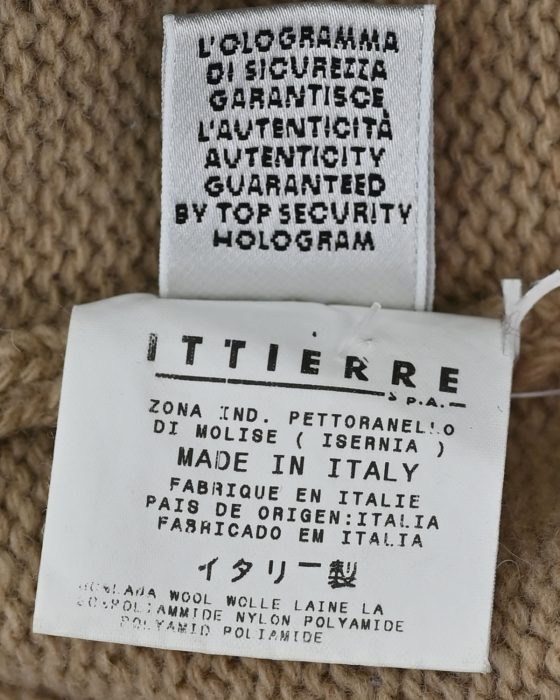 L'OLOGRAMMA
DI SICUREZZA
GARANTISCE
L'AUTENTICITÀ
AUTENTICITY
GUARANTEED
BY TOP SECURITY
HOLOGRAM
ITTIERRE
S.P.A.
ZONA IND. PETTORANELLO
DI MOLISE ( ISERNIA )
MADE IN ITALY
FABRIQUE EN ITALIE
PAIS DE ORIGEN:ITALIA
FABRICADO EM ITALIA
イタリー製
WOOL WOLLE LAINE LA
NYLON POLYAMIDE
POLYAMID POLIAMIDE